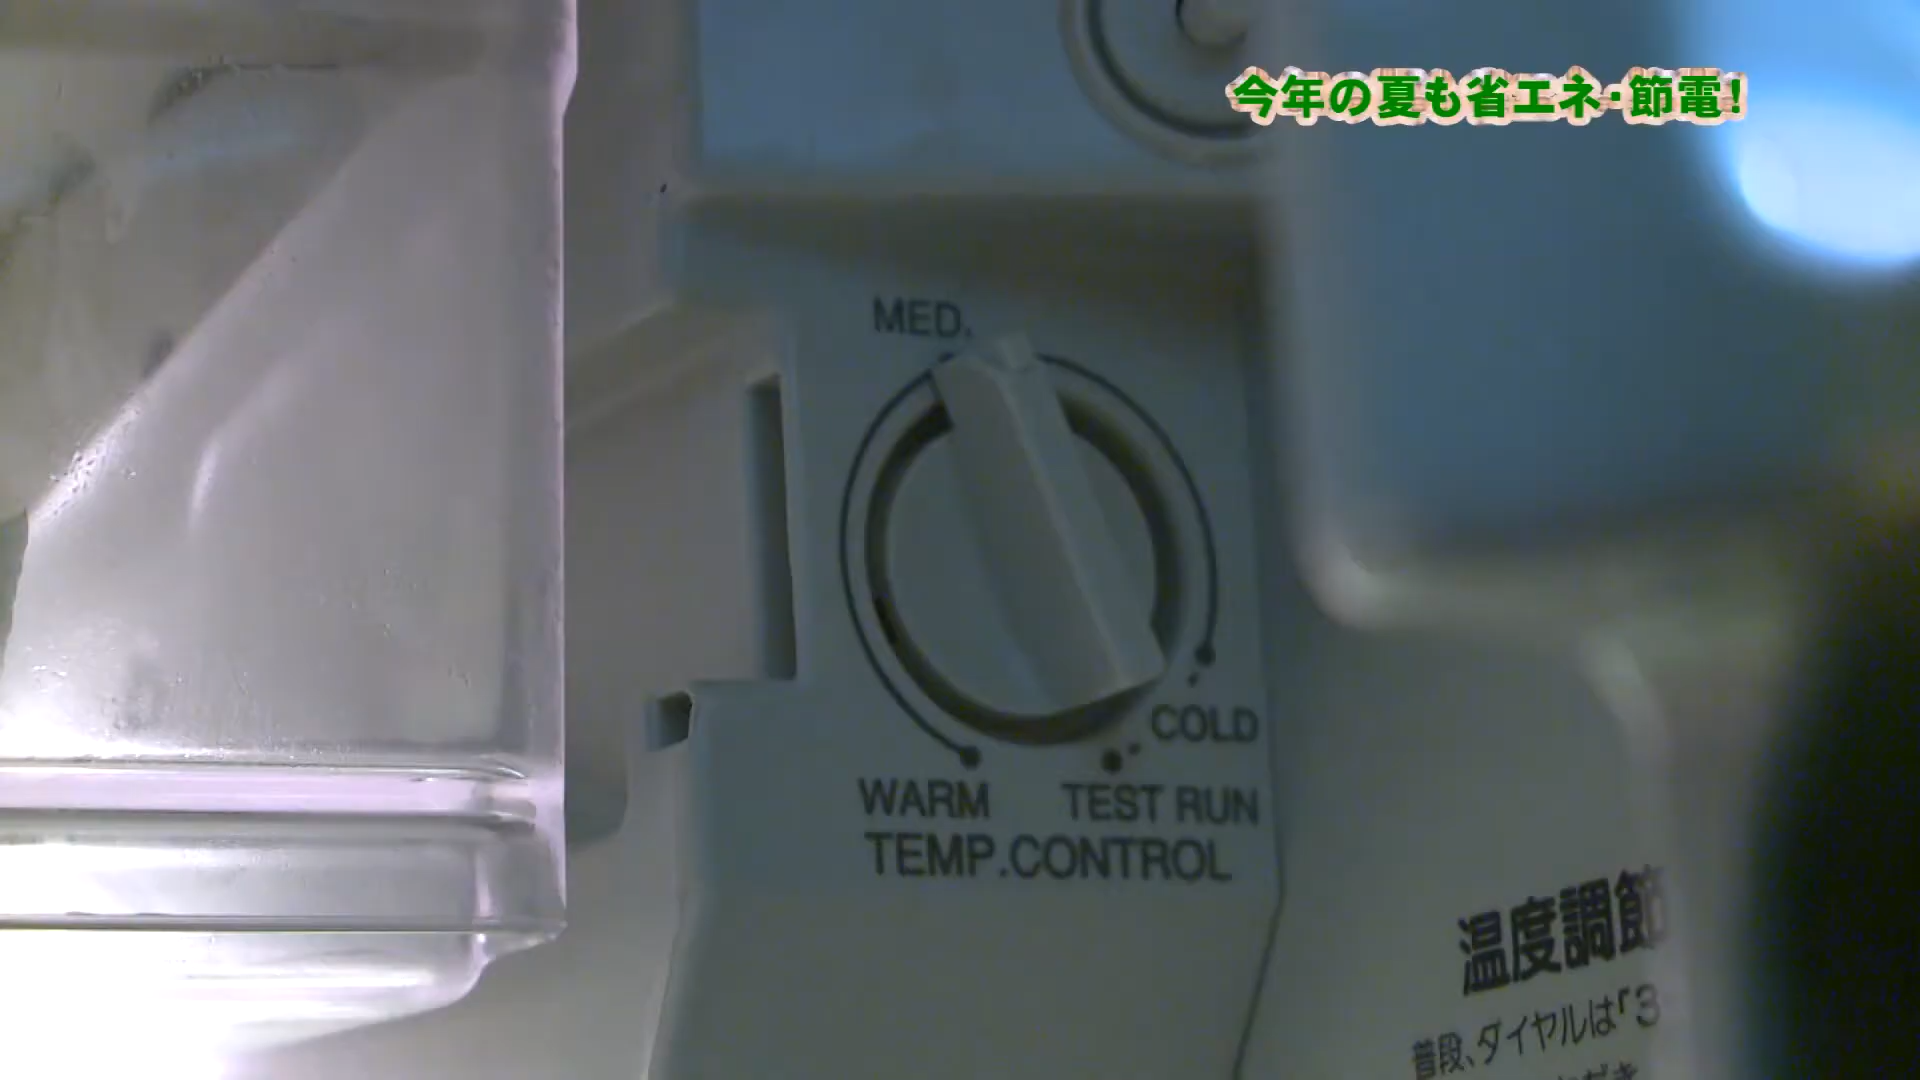 今年の夏も省エネ・節電!
MED.
COLD
WARM TEST RUN
TEMP.CONTROL
温度調節
普段、ダイヤルは「3